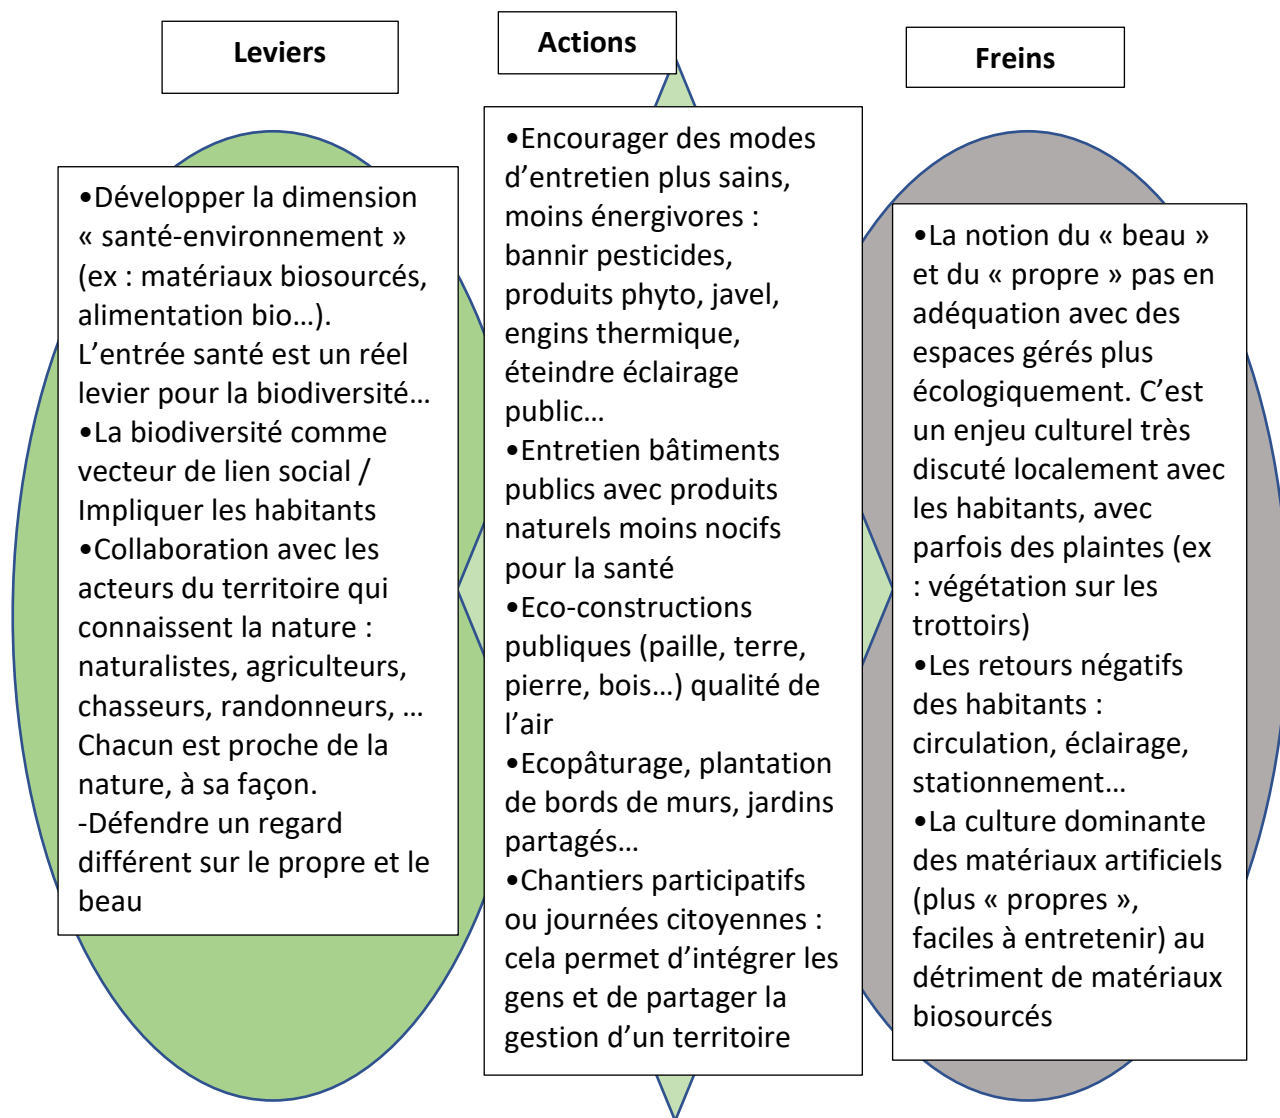 Leviers
•Développer la dimension
« santé-environnement »
(ex : matériaux biosourcés,
alimentation bio…).
L’entrée santé est un réel
levier pour la biodiversité…
•La biodiversité comme
vecteur de lien social /
Impliquer les habitants
•Collaboration avec les
acteurs du territoire qui
connaissent la nature :
naturalistes, agriculteurs,
chasseurs, randonneurs, …
Chacun est proche de la
nature, à sa façon.
-Défendre un regard
différent sur le propre et le
beau
Actions
•Encourager des modes
d’entretien plus sains,
moins énergivores :
bannir pesticides,
produits phyto, javel,
engins thermique,
éteindre éclairage
public…
•Entretien bâtiments
publics avec produits
naturels moins nocifs
pour la santé
•Eco-constructions
publiques (paille, terre,
pierre, bois…) qualité de
l’air
•Ecopâturage, plantation
de bords de murs, jardins
partagés…
•Chantiers participatifs
ou journées citoyennes :
cela permet d’intégrer les
gens et de partager la
gestion d’un territoire
Freins
•La notion du « beau »
et du « propre » pas en
adéquation avec des
espaces gérés plus
écologiquement. C’est
un enjeu culturel très
discuté localement avec
les habitants, avec
parfois des plaintes (ex
: végétation sur les
trottoirs)
•Les retours négatifs
des habitants :
circulation, éclairage,
stationnement…
•La culture dominante
des matériaux artificiels
(plus « propres »,
faciles à entretenir) au
détriment de matériaux
biosourcés